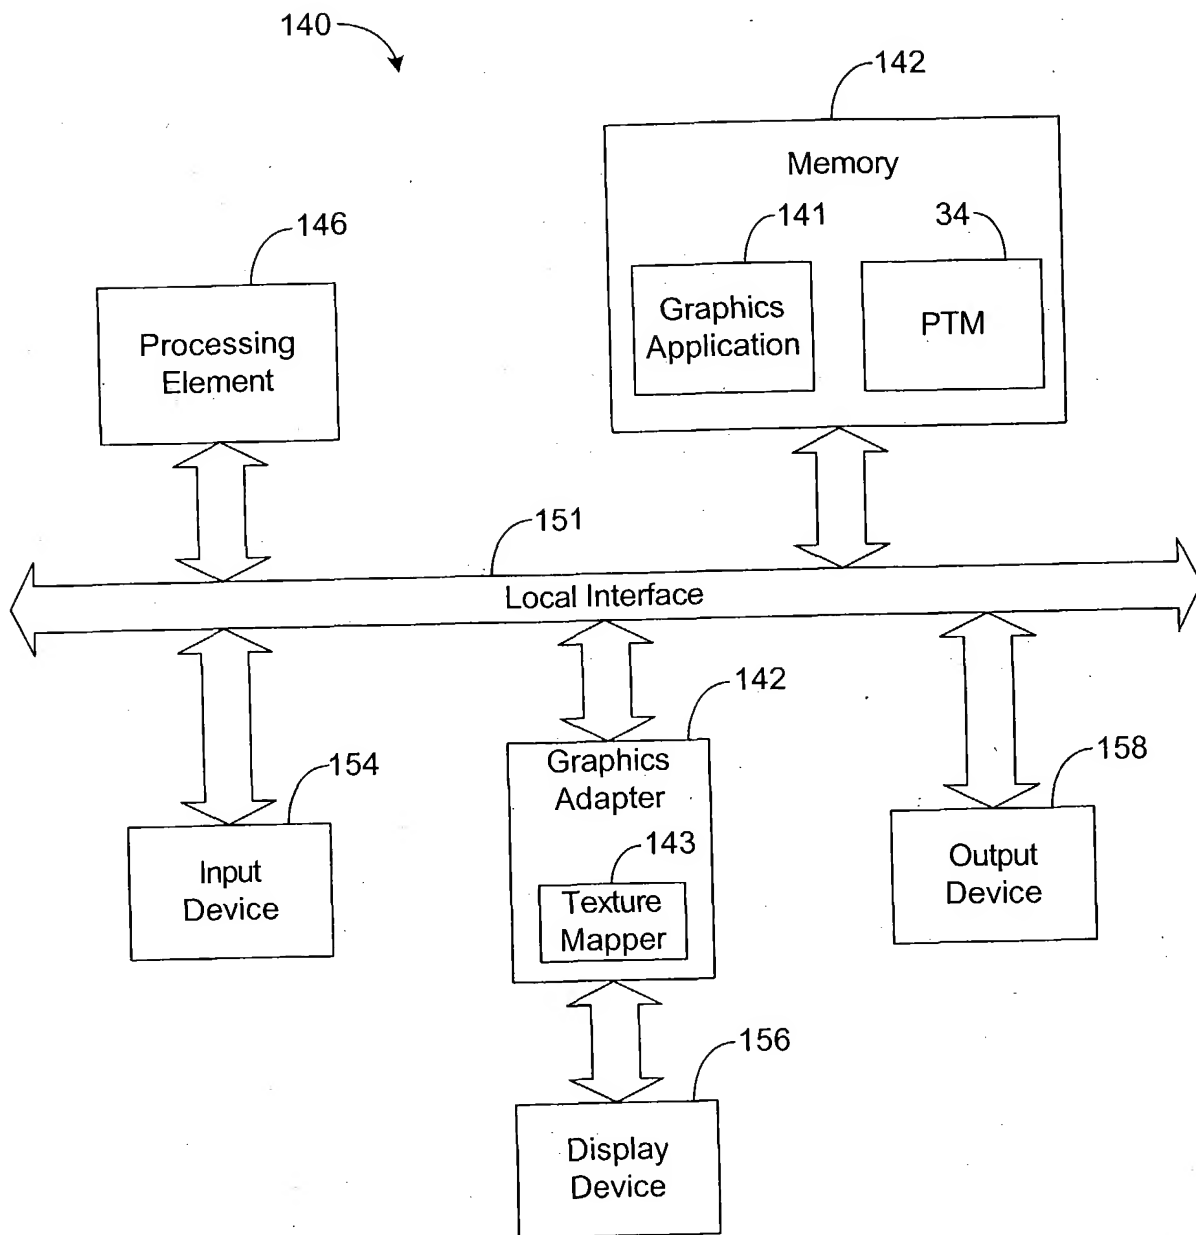 140
142
Memory
146
141
34
Processing
Element
Graphics
Application
PTM
151
Local Interface
142
154
158
Graphics
Adapter
Input
Device
143
Texture
Mapper
Output
Device
156
Display
Device